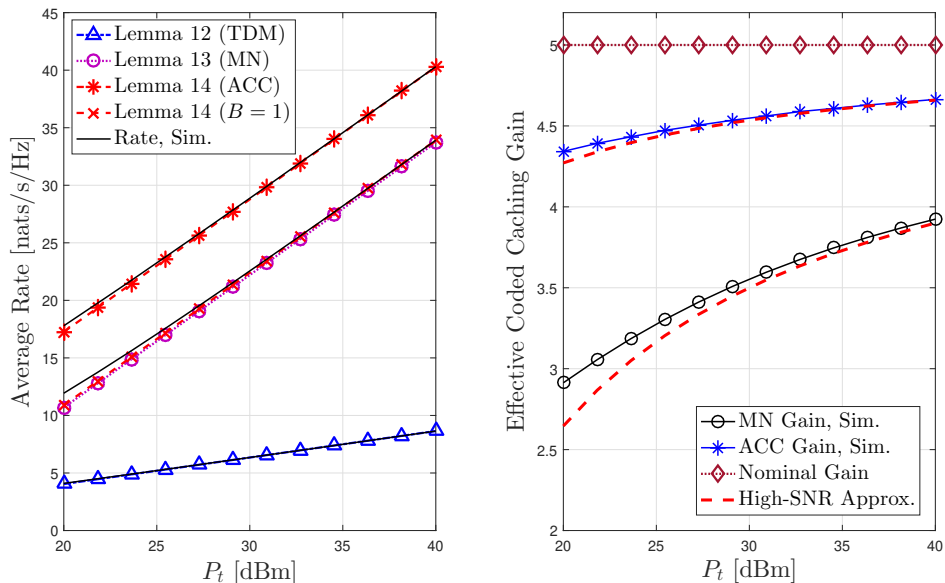 45
40
35
30
25
20
15
10
5
0
Average Rate [nats/s/Hz]
Lemma 12 (TDM)
Lemma 13 (MN)
Lemma 14 (ACC)
Lemma 14 (B = 1)
Rate, Sim.
20
25
30
35
40
P_t [dBm]
5
4.5
4
3.5
3
2.5
2
Effective Coded Caching Gain
MN Gain, Sim.
ACC Gain, Sim.
Nominal Gain
High-SNR Approx.
20
25
30
35
40
P_t [dBm]